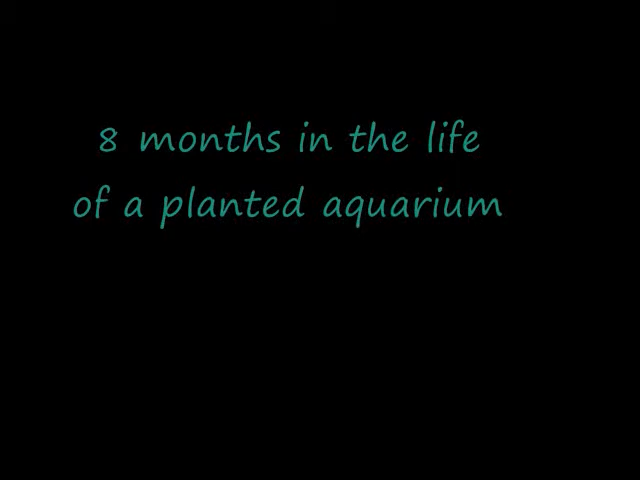 8 months in the life
of a planted aquarium